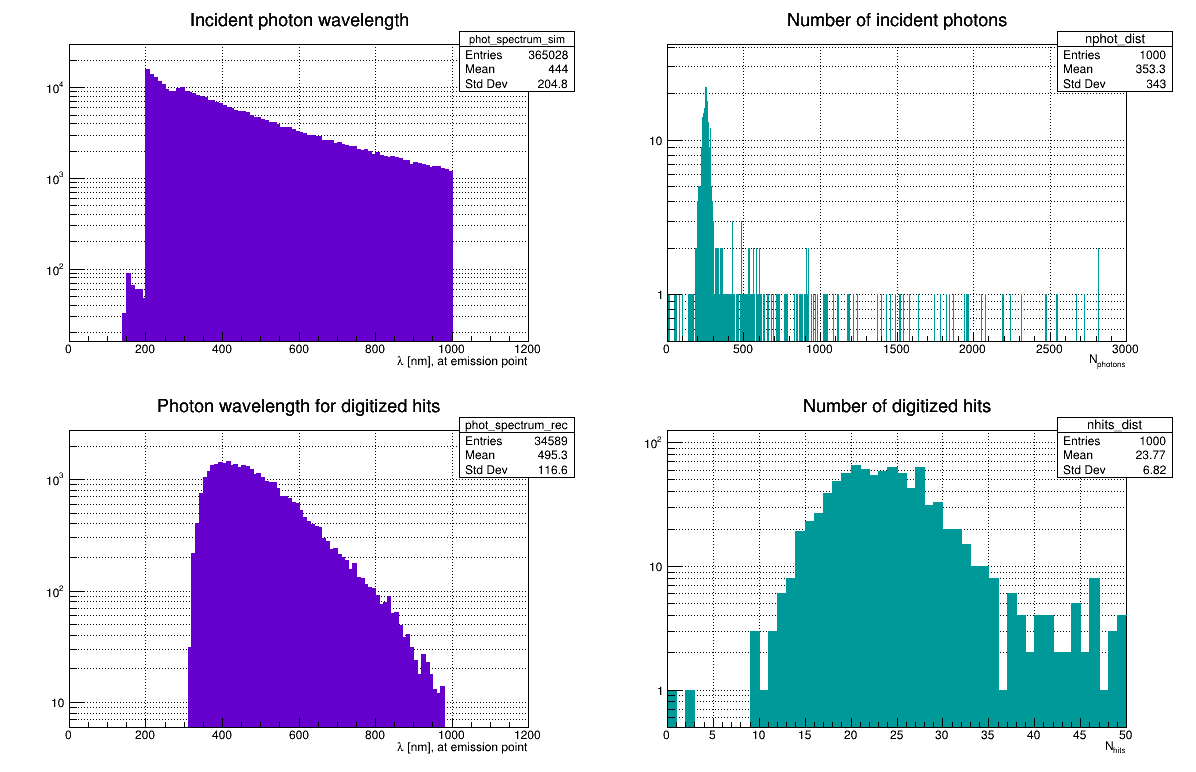 Incident photon wavelength
phot_spectrum_sim
Entries 365028
Mean 444
Std Dev 204.8
10^4
10^3
10^2
0 200 400 600 800 1000 1200
λ [nm], at emission point
Number of incident photons
nphot_dist
Entries 1000
Mean 353.3
Std Dev 343
10
1
0 500 1000 1500 2000 2500 3000
N_photons
Photon wavelength for digitized hits
phot_spectrum_rec
Entries 34589
Mean 495.3
Std Dev 116.6
10^3
10^2
10
0 200 400 600 800 1000 1200
λ [nm], at emission point
Number of digitized hits
nhits_dist
Entries 1000
Mean 23.77
Std Dev 6.82
10^2
10
1
0 5 10 15 20 25 30 35 40 45 50
N_hits